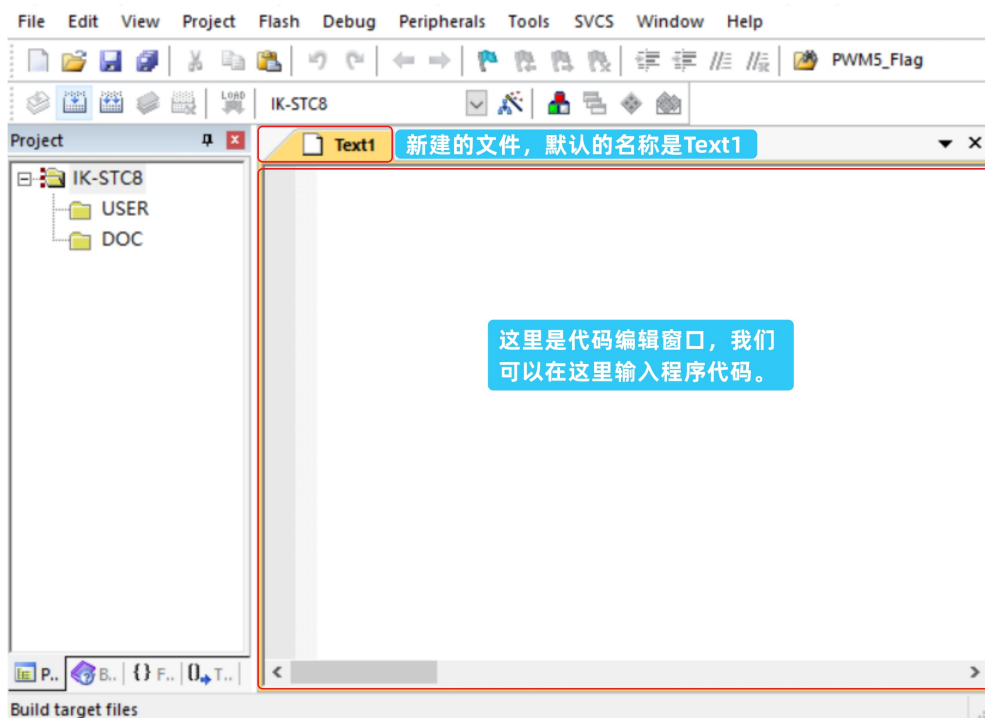 File Edit View Project Flash Debug Peripherals Tools SVCS Window Help
PWM5_Flag
LOAD
IK-STC8
Project
Text1
新建的文件，默认的名称是Text1
IK-STC8
USER
DOC
这里是代码编辑窗口，我们
可以在这里输入程序代码。
P.. B.. {} F.. 0 T..
Build target files